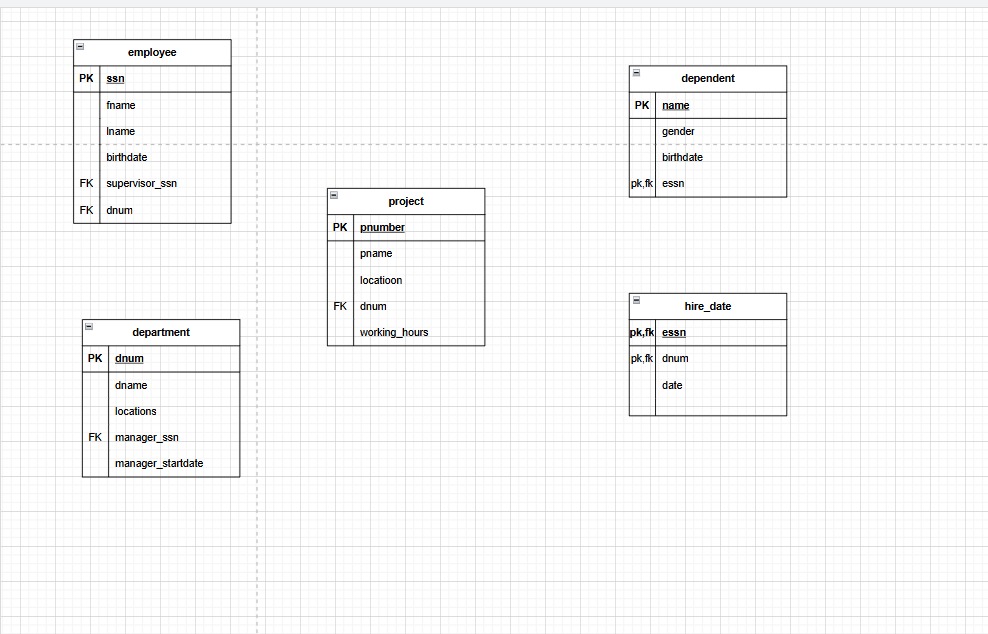 employee
PK ssn
fname
lname
birthdate
FK supervisor_ssn
FK dnum
dependent
PK name
gender
birthdate
pk,fk essn
project
PK pnumber
pname
locatioon
FK dnum
working_hours
department
PK dnum
dname
locations
FK manager_ssn
manager_startdate
hire_date
pk,fk essn
pk,fk dnum
date